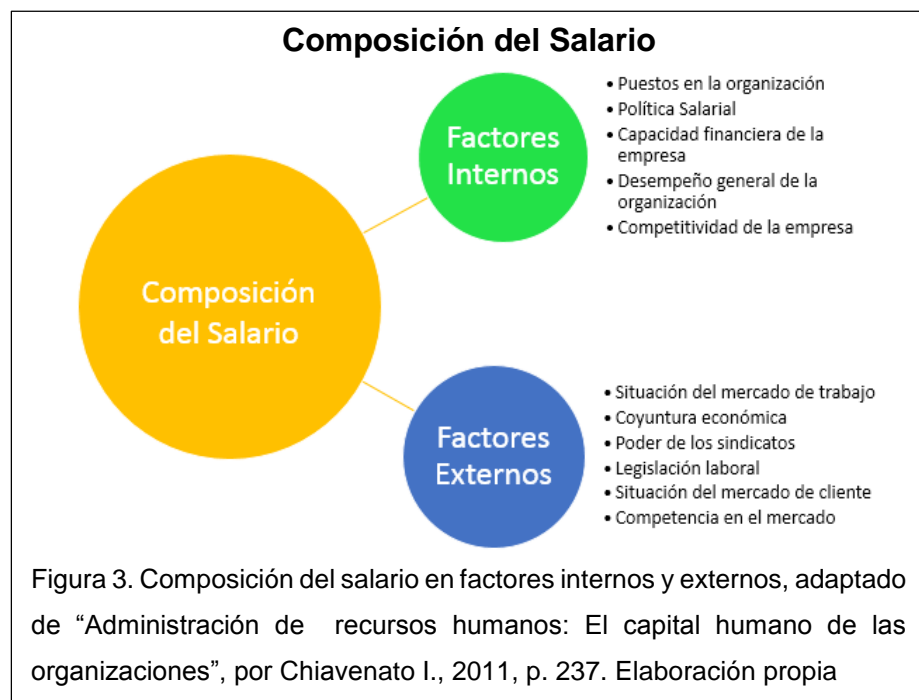 Composición del Salario
Composición
del Salario
Factores
Internos
• Puestos en la organización
• Política Salarial
• Capacidad financiera de la
empresa
• Desempeño general de la
organización
• Competitividad de la empresa
Factores
Externos
• Situación del mercado de trabajo
• Coyuntura económica
• Poder de los sindicatos
• Legislación laboral
• Situación del mercado de cliente
• Competencia en el mercado
Figura 3. Composición del salario en factores internos y externos, adaptado
de “Administración de recursos humanos: El capital humano de las
organizaciones”, por Chiavenato I., 2011, p. 237. Elaboración propia